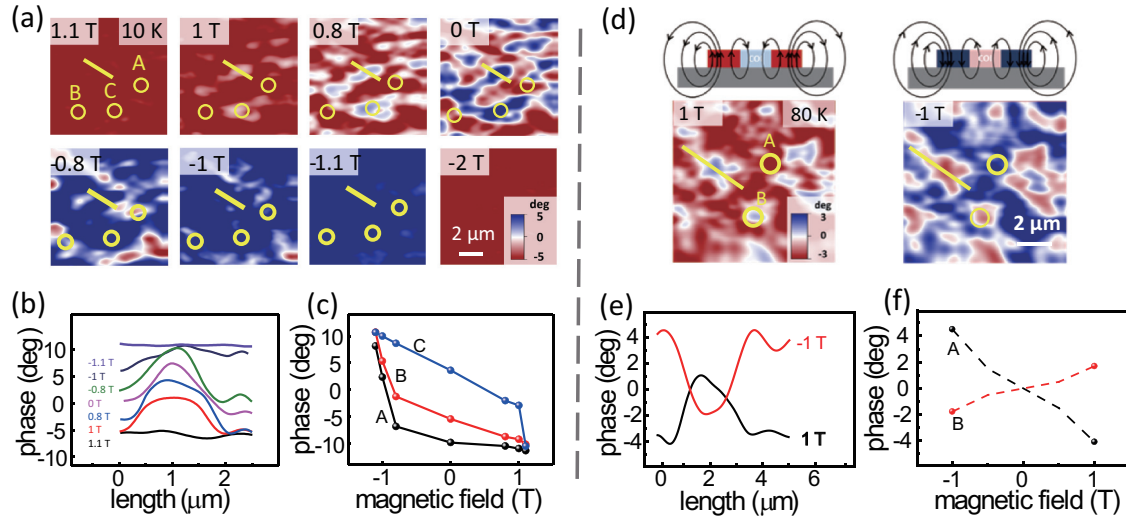 (a)
1.1 T 10 K
A
B C
1 T
0.8 T
0 T
-0.8 T
-1 T
-1.1 T
-2 T
deg
5
0
-5
2 μm
(b)
phase (deg)
10
5
0
-5
-10
-1.1 T
-1 T
-0.8 T
0 T
0.8 T
1 T
1.1 T
0 1 2
length (μm)
(c)
phase (deg)
10
5
0
-5
-10
C
B
A
-1 0 1
magnetic field (T)
(d)
1 T 80 K
A
B
deg
3
0
-3
-1 T
2 μm
(e)
phase (deg)
4
2
0
2
4
-1 T
1 T
0 1 2 3 4 5 6
length (μm)
(f)
phase (deg)
4
2
0
-2
-4
A
B
-1 0 1
magnetic field (T)